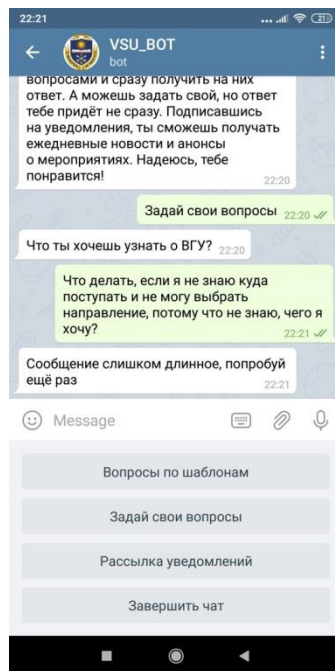 22:21
21
VSU_BOT
bot
вопросами и сразу получить на них
ответ. А можешь задать свой, но ответ
тебе придёт не сразу. Подписавшись
на уведомления, ты сможешь получать
ежедневные новости и анонсы
о мероприятиях. Надеюсь, тебе
понравится!
22:20
Задай свои вопросы 22:20
Что ты хочешь узнать о ВГУ? 22:20
Что делать, если я не знаю куда
поступать и не могу выбрать
направление, потому что не знаю, чего я
хочу?
22:21
Сообщение слишком длинное, попробуй
ещё раз
22:21
Message
Вопросы по шаблонам
Задай свои вопросы
Рассылка уведомлений
Завершить чат